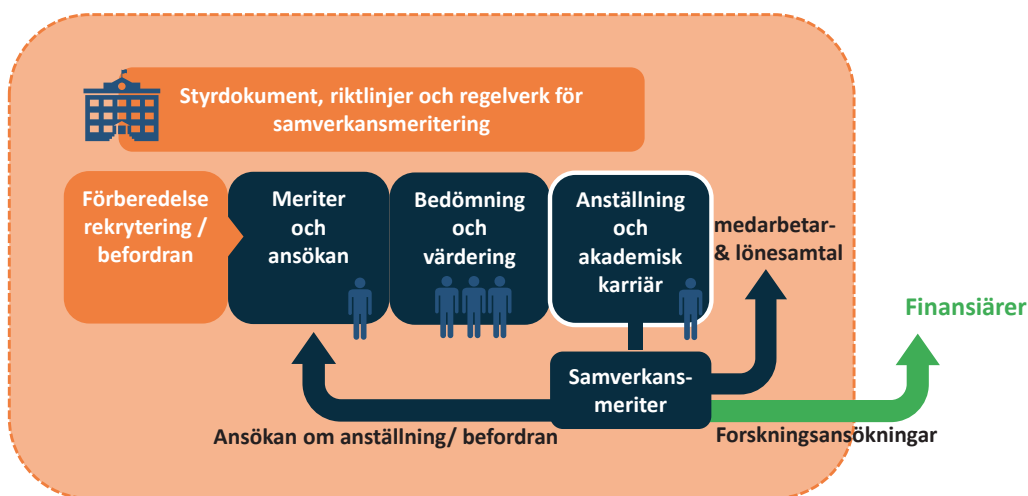 Styrdokument, riktlinjer och regelverk för
samverkansmeritering
Förberedelse
rekrytering /
befordran
Meriter
och
ansökan
Bedömning
och
värdering
Anställning
och
akademisk
karriär
medarbetar-
& lönesamtal
Finansiärer
Samverkans-
meriter
Ansökan om anställning/ befordran
Forskningsansökningar